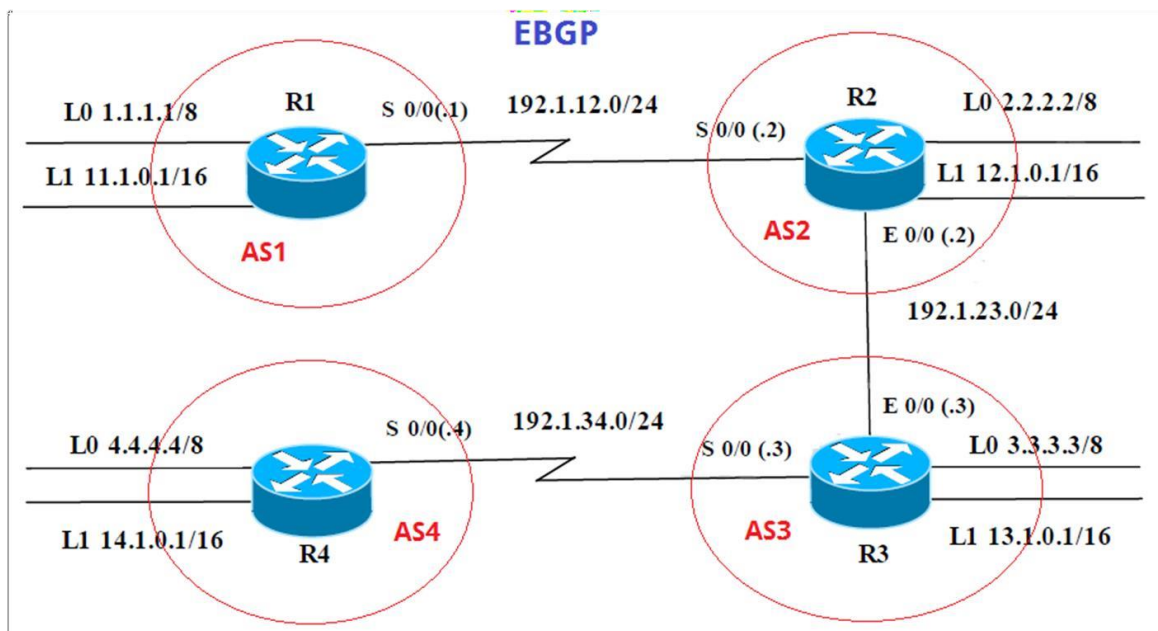 EBGP
L0 1.1.1.1/8
R1
S 0/0(.1)
192.1.12.0/24
R2
L0 2.2.2.2/8
S 0/0 (.2)
L1 11.1.0.1/16
L1 12.1.0.1/16
AS1
AS2
E 0/0 (.2)
192.1.23.0/24
192.1.34.0/24
E 0/0 (.3)
L0 4.4.4.4/8
S 0/0(.4)
S 0/0 (.3)
L0 3.3.3.3/8
L1 14.1.0.1/16
R4
AS4
AS3
R3
L1 13.1.0.1/16